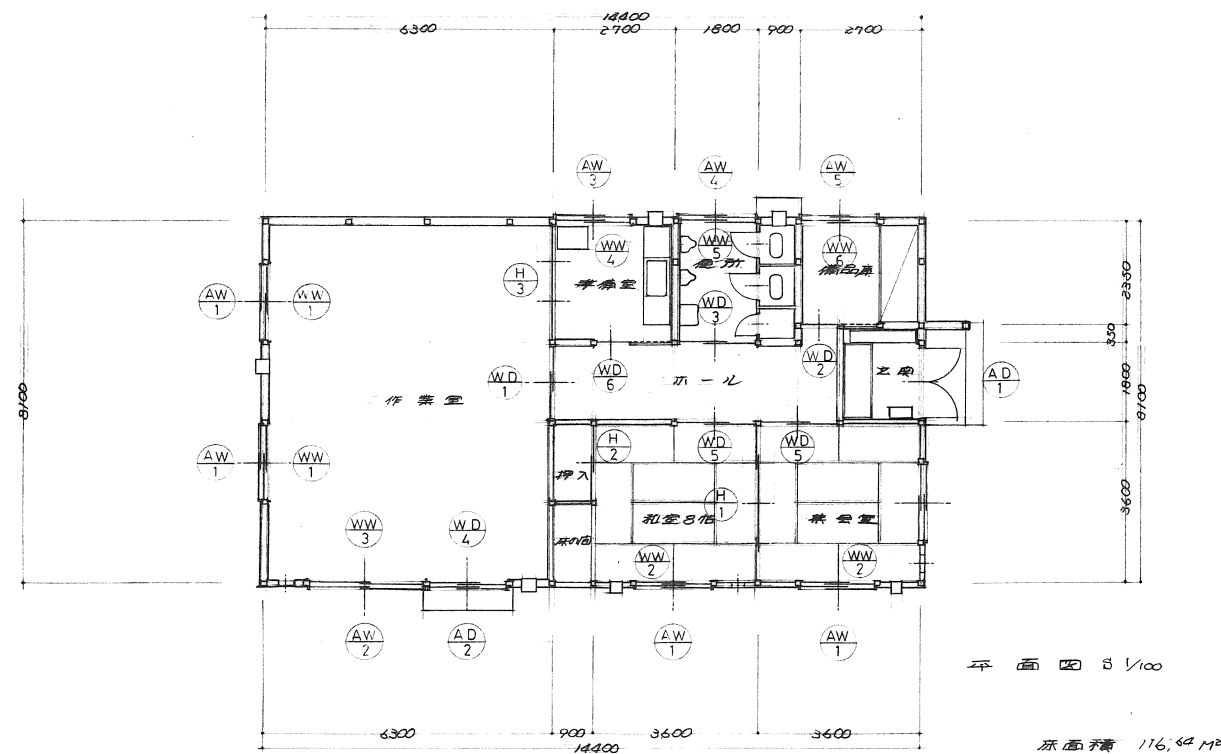 14400
6300 2700 1800 900 2700
AW 3
AW 4
AW 5
WW 4
WW 5
WW 6
便所
備品庫
準備室
H 3
AW 1
WW 1
WD 3
2350
350
8100
WD 1
WD 6
ホール
WD 2
玄関
AD 1
1800
8100
作業室
H 2
WD 5
WD 5
AW 1
WW 1
押入
H 1
3600
和室8帖
集会室
WW 3
WD 4
床の間
WW 2
WW 2
AW 2
AD 2
AW 1
AW 1
平面図 S 1/100
6300 900 3600 3600
14400
床面積 116,64 M²